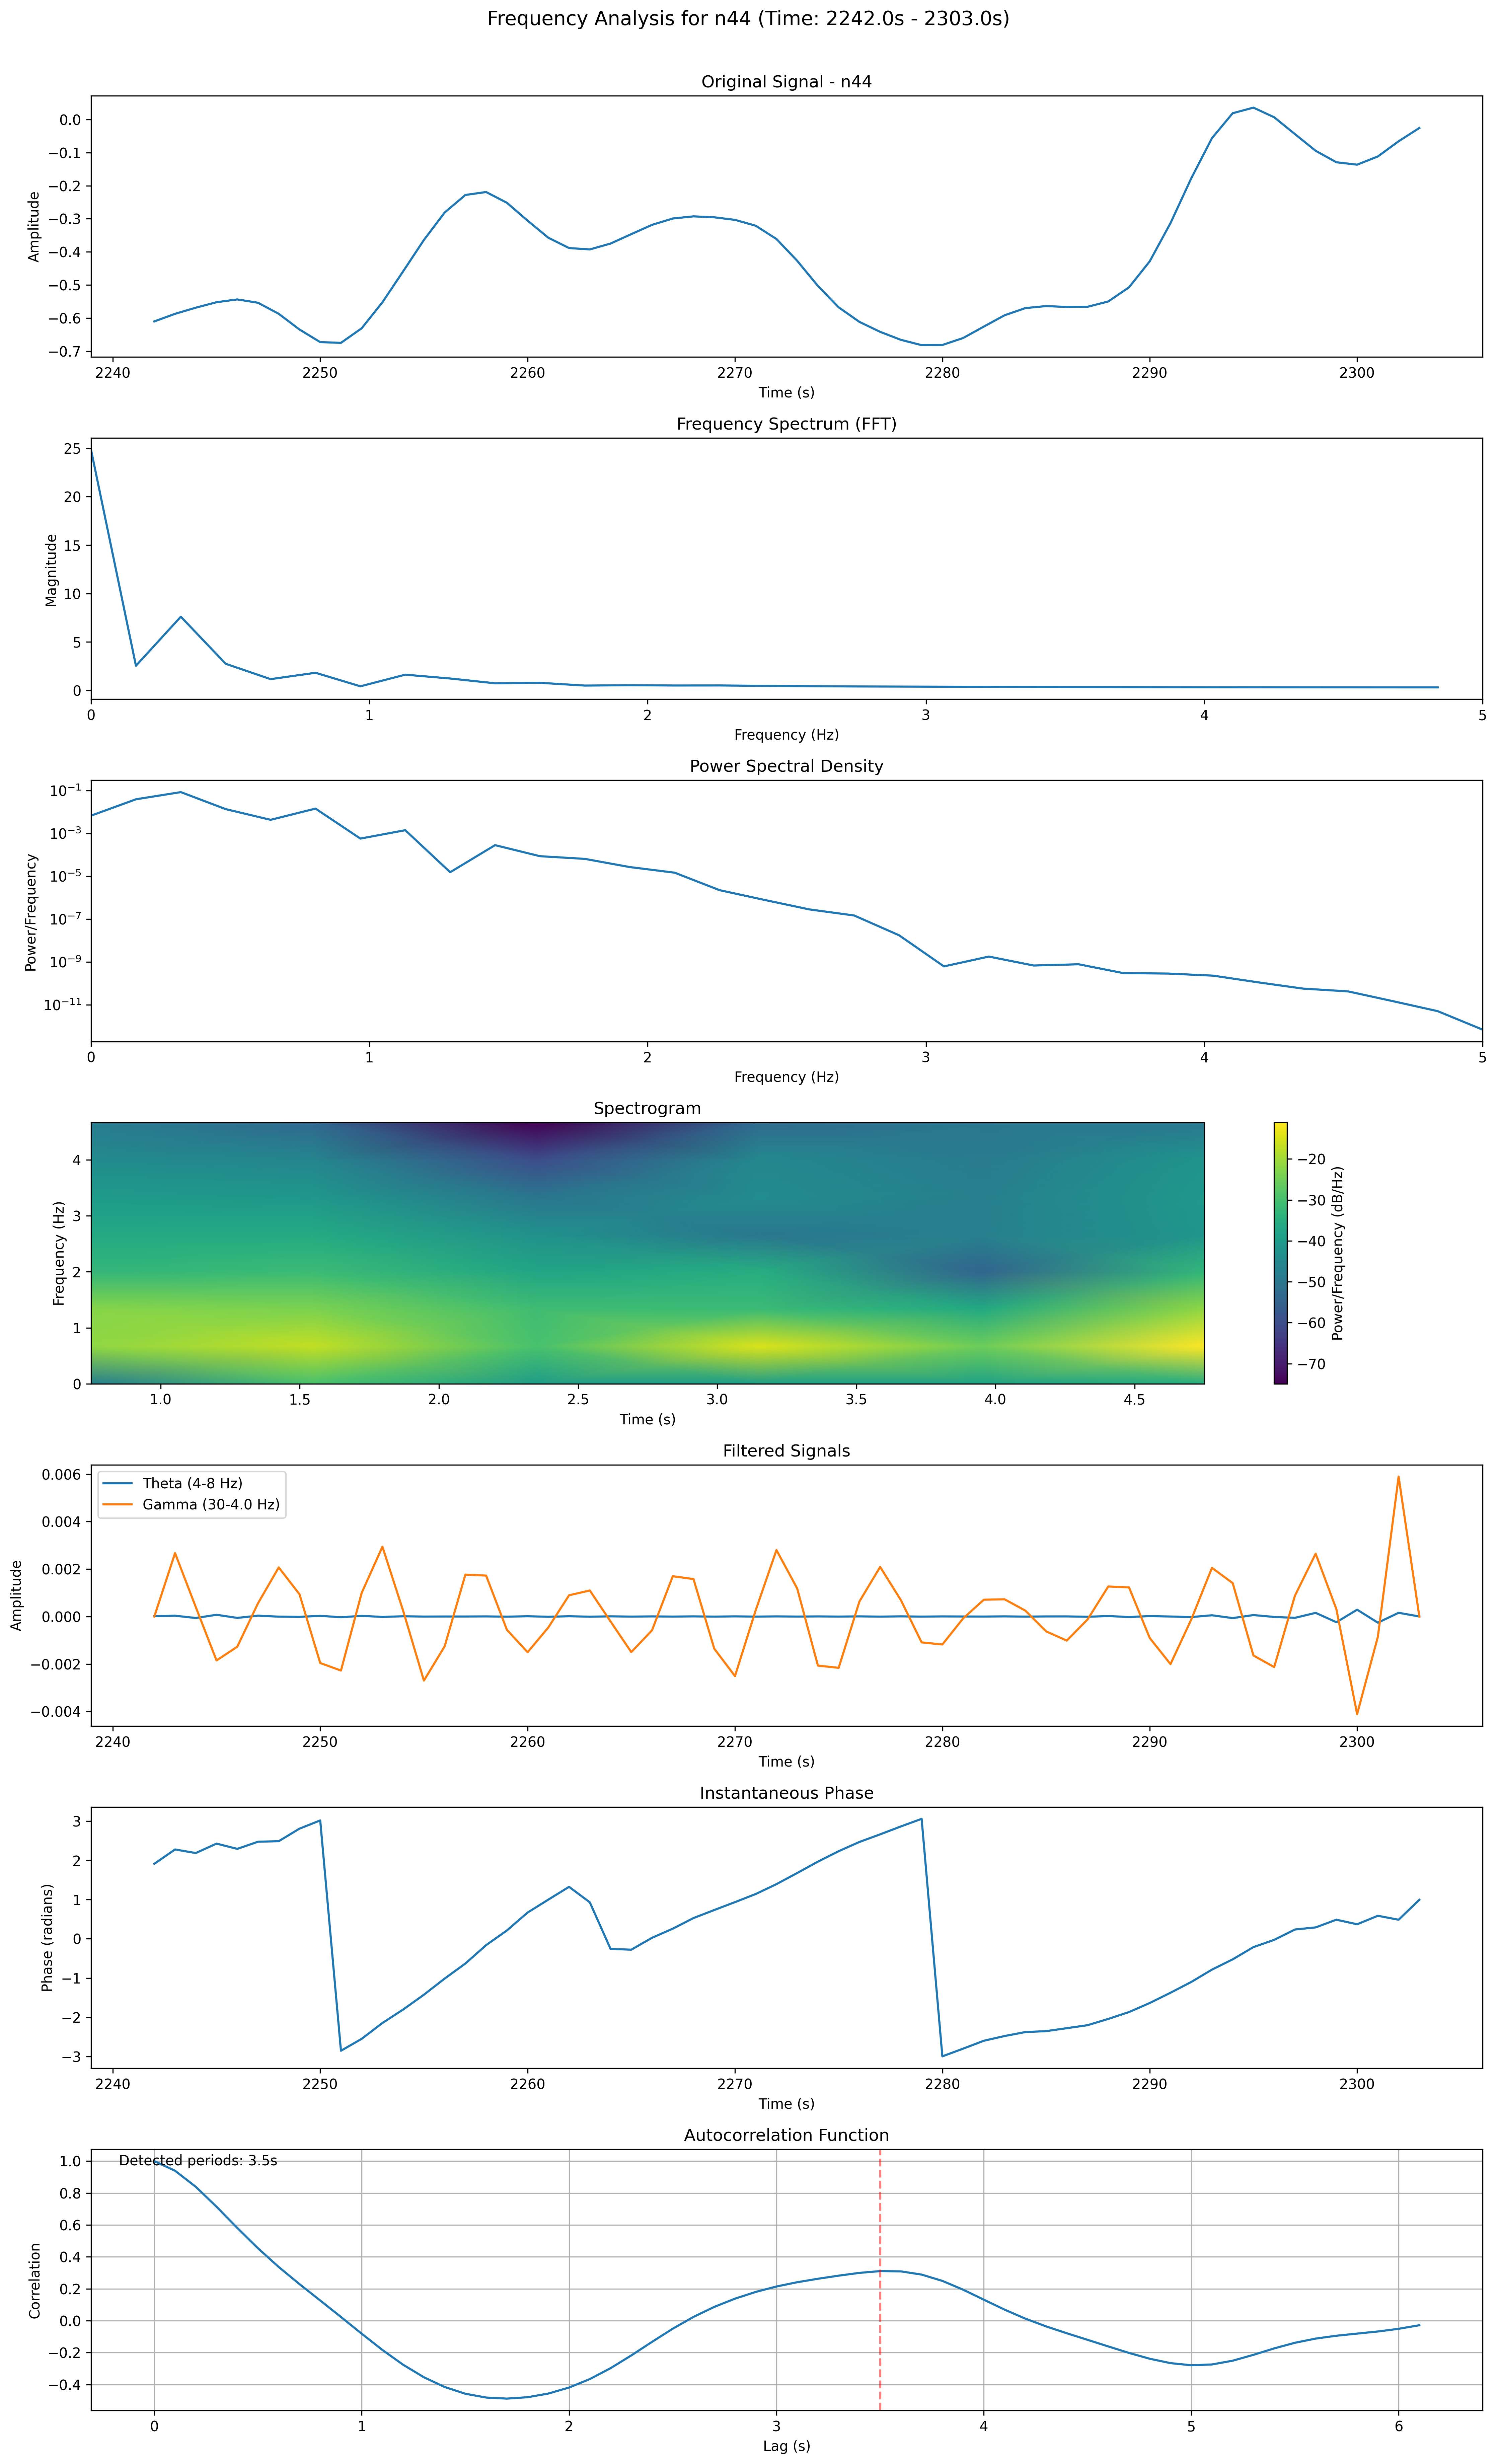 Frequency Analysis for n44 (Time: 2242.0s - 2303.0s)
Original Signal - n44
Amplitude
0.0
−0.1
−0.2
−0.3
−0.4
−0.5
−0.6
−0.7
2240 2250 2260 2270 2280 2290 2300
Time (s)
Frequency Spectrum (FFT)
Magnitude
25
20
15
10
5
0
0 1 2 3 4 5
Frequency (Hz)
Power Spectral Density
Power/Frequency
10⁻¹
10⁻³
10⁻⁵
10⁻⁷
10⁻⁹
10⁻¹¹
0 1 2 3 4 5
Frequency (Hz)
Spectrogram
Frequency (Hz)
4
3
2
1
0
1.0 1.5 2.0 2.5 3.0 3.5 4.0 4.5
Time (s)
−20
−30
−40
−50
−60
−70
Power/Frequency (dB/Hz)
Filtered Signals
Theta (4-8 Hz)
Gamma (30-4.0 Hz)
Amplitude
0.006
0.004
0.002
0.000
−0.002
−0.004
2240 2250 2260 2270 2280 2290 2300
Time (s)
Instantaneous Phase
Phase (radians)
3
2
1
0
−1
−2
−3
2240 2250 2260 2270 2280 2290 2300
Time (s)
Autocorrelation Function
Detected periods: 3.5s
Correlation
1.0
0.8
0.6
0.4
0.2
0.0
−0.2
−0.4
0 1 2 3 4 5 6
Lag (s)